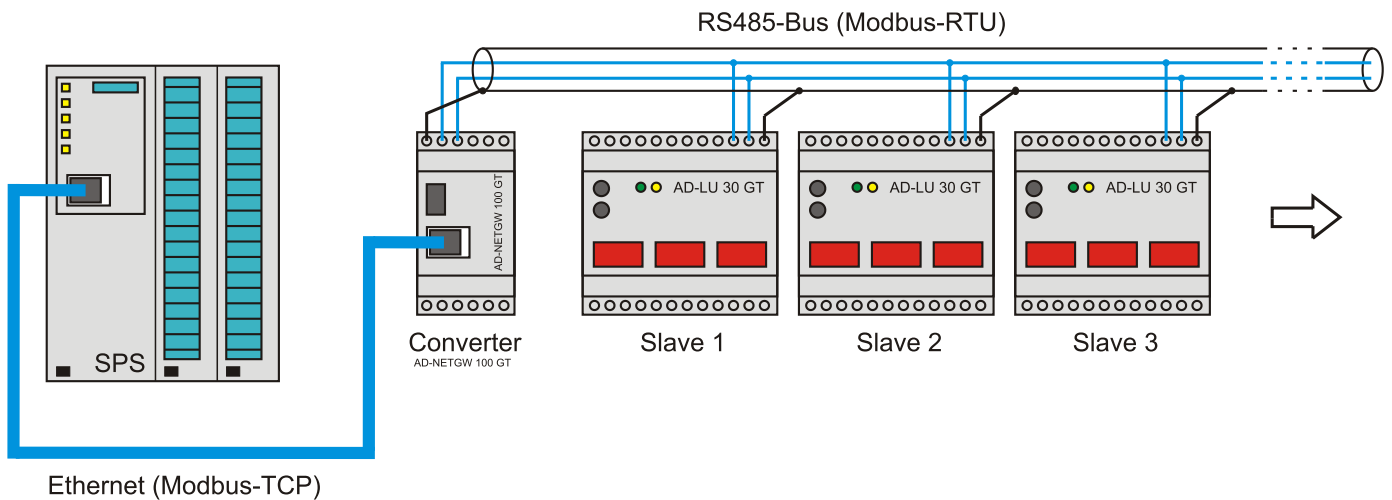 RS485-Bus (Modbus-RTU)
AD-NETGW 100 GT
AD-LU 30 GT
AD-LU 30 GT
AD-LU 30 GT
Converter
AD-NETGW 100 GT
Slave 1
Slave 2
Slave 3
SPS
Ethernet (Modbus-TCP)